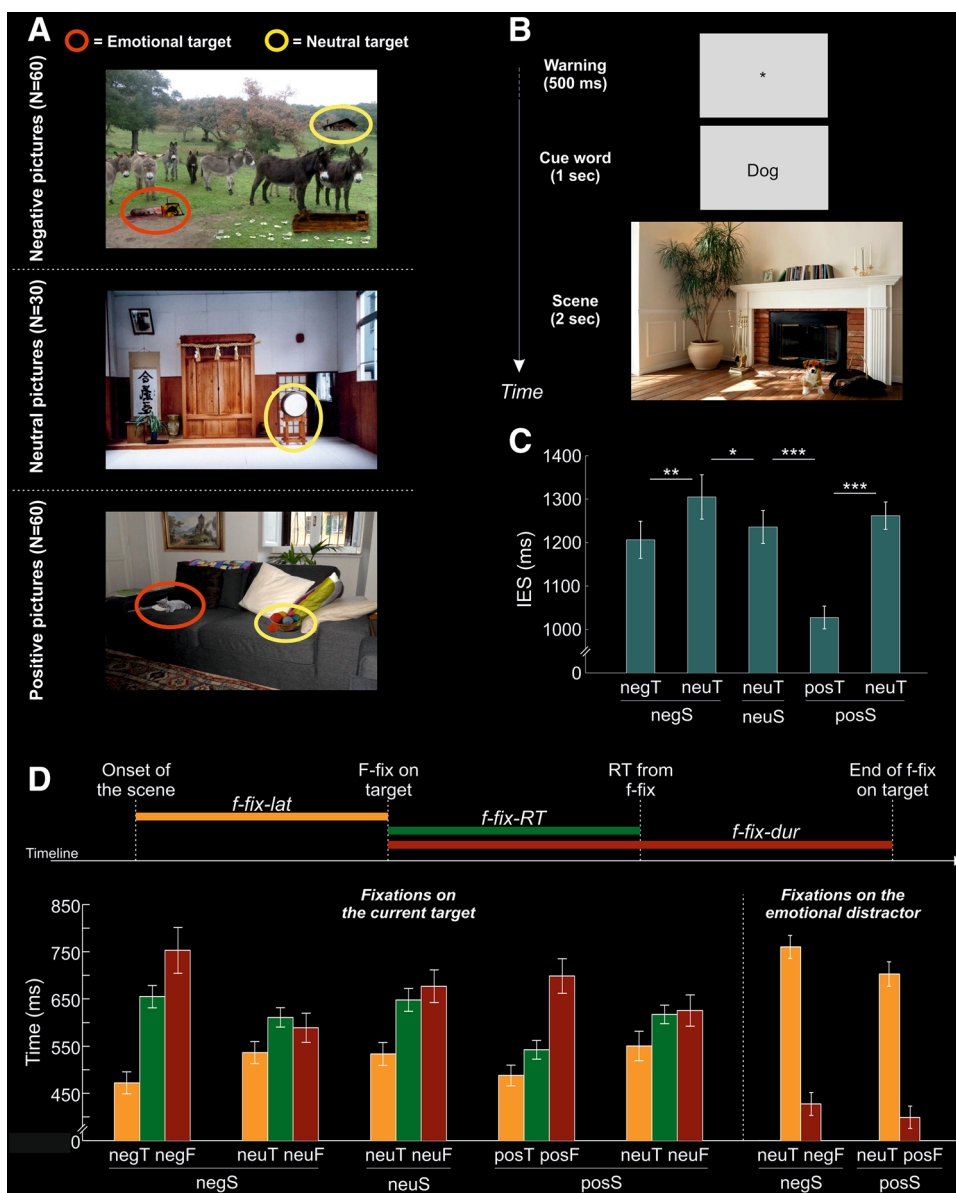 A
= Emotional target
= Neutral target
Negative pictures (N=60)
Neutral pictures (N=30)
合蘊産
Positive pictures (N=60)
B
Warning
(500 ms)
*
Cue word
(1 sec)
Dog
Scene
(2 sec)
Time
C
IES (ms)
1400
1300
1200
1100
1000
0
**
*
***
***
negT
neuT
neuT
posT
neuT
negS
neuS
posS
D
Onset of
the scene
F-fix on
target
RT from
f-fix
End of f-fix
on target
f-fix-lat
f-fix-RT
f-fix-dur
Timeline
Fixations on
the current target
Fixations on the
emotional distractor
Time (ms)
850
750
650
550
450
0
negT negF
neuT neuF
neuT neuF
posT posF
neuT neuF
neuT negF
neuT posF
negS
neuS
posS
negS
posS